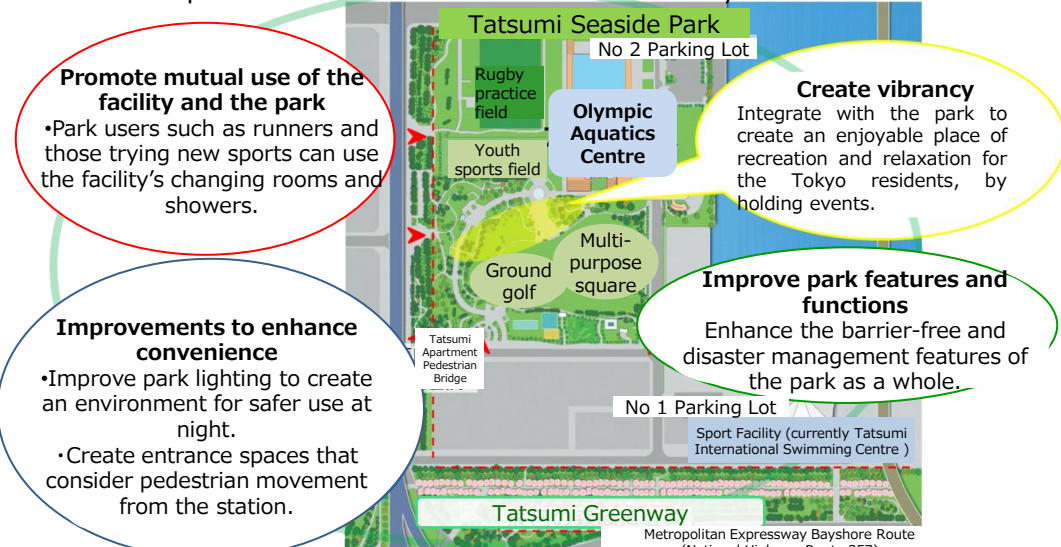 Tatsumi Seaside Park
No 2 Parking Lot
Promote mutual use of the
facility and the park
•Park users such as runners and
those trying new sports can use
the facility's changing rooms and
showers.
Rugby
practice
field
Olympic
Aquatics
Centre
Youth
sports field
Create vibrancy
Integrate with the park to
create an enjoyable place of
recreation and relaxation for
the Tokyo residents, by
holding events.
Multi-
purpose
square
Ground
golf
Improve park features and
functions
Enhance the barrier-free and
disaster management features of
the park as a whole.
Improvements to enhance
convenience
•Improve park lighting to create
an environment for safer use at
night.
・Create entrance spaces that
consider pedestrian movement
from the station.
Tatsumi
Apartment
Pedestrian
Bridge
No 1 Parking Lot
Sport Facility (currently Tatsumi
International Swimming Centre )
Tatsumi Greenway
Metropolitan Expressway Bayshore Route
(National Highway Route 357)